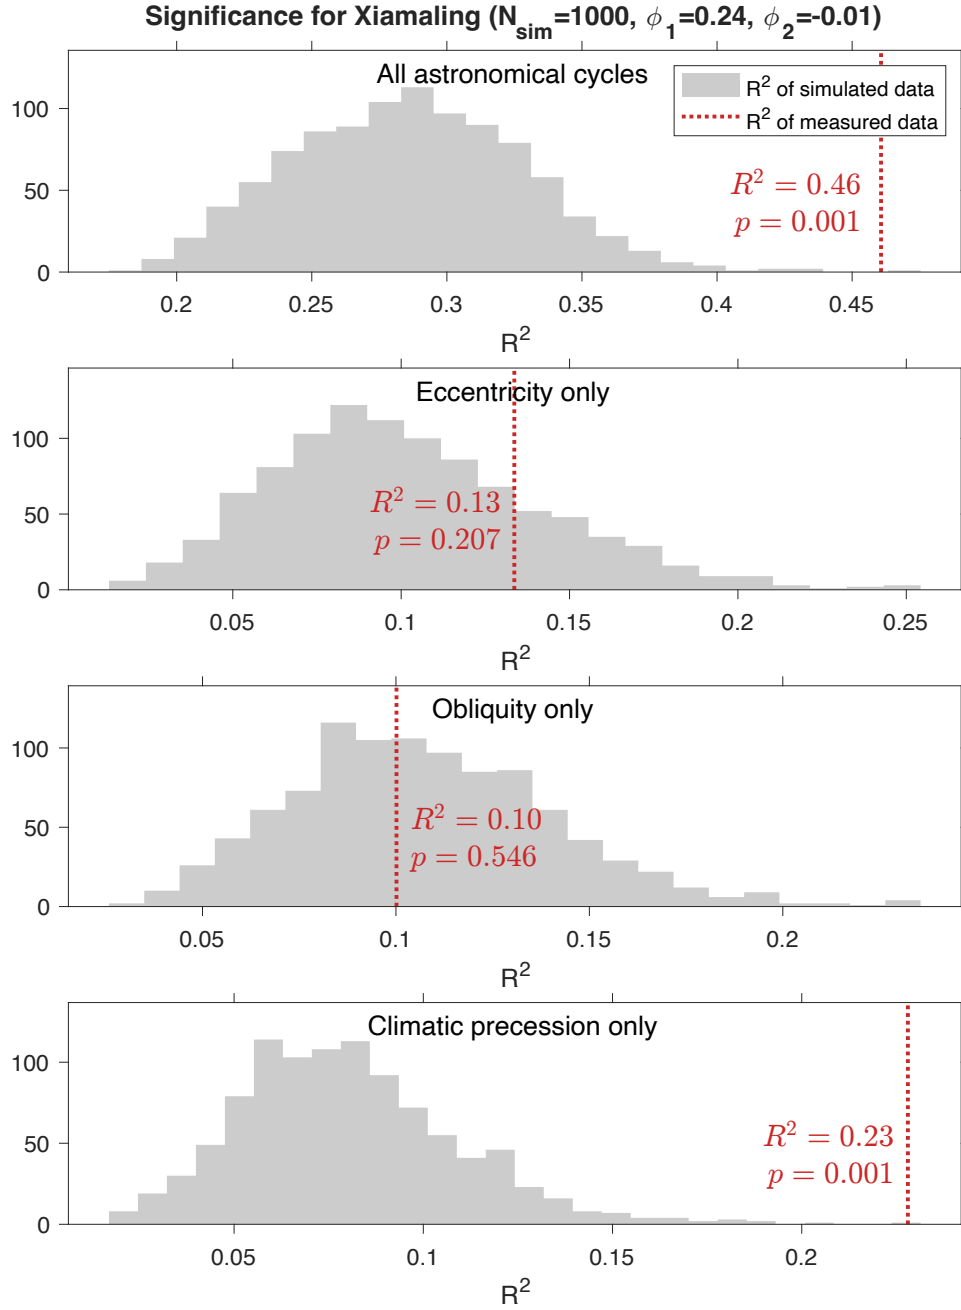 Significance for Xiamaling (N_sim=1000, ϕ_1=0.24, ϕ_2=-0.01)
All astronomical cycles
R² of simulated data
R² of measured data
R² = 0.46
p = 0.001
100
50
0
0.2 0.25 0.3 0.35 0.4 0.45
R²
Eccentricity only
R² = 0.13
p = 0.207
100
50
0
0.05 0.1 0.15 0.2 0.25
R²
Obliquity only
R² = 0.10
p = 0.546
100
50
0
0.05 0.1 0.15 0.2
R²
Climatic precession only
R² = 0.23
p = 0.001
100
50
0
0.05 0.1 0.15 0.2
R²